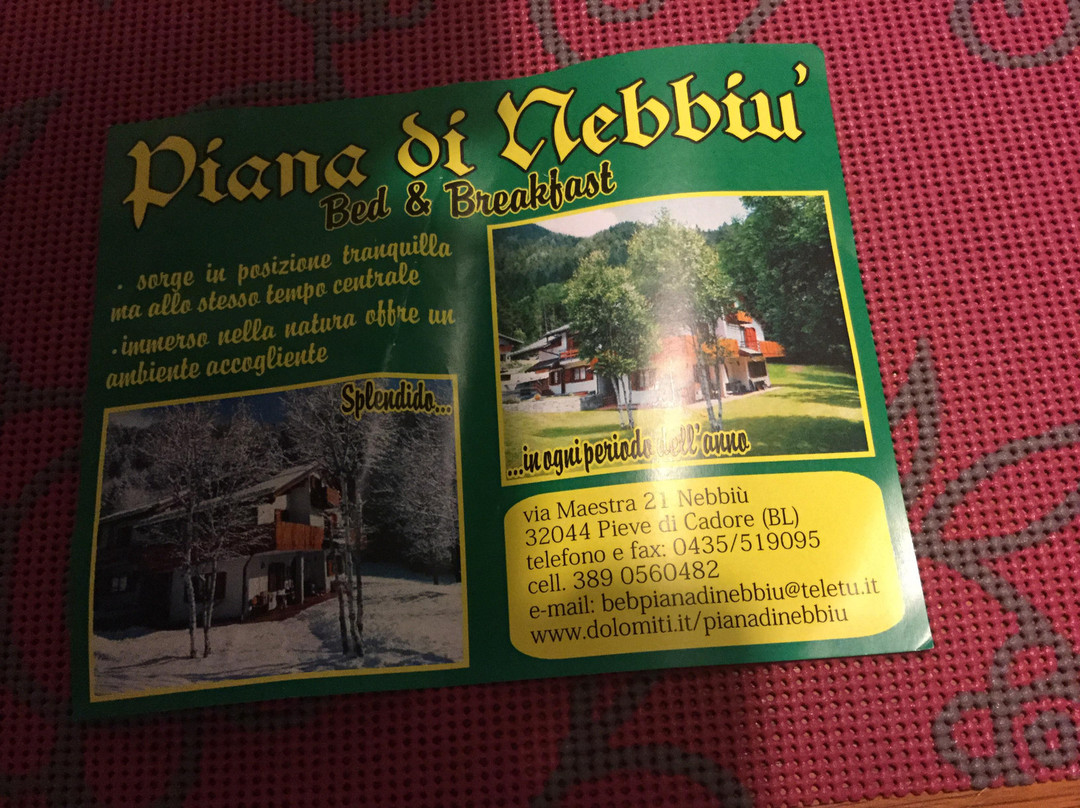 Piana di Nebbiu'
Bed & Breakfast
. sorge in posizione tranquilla
ma allo stesso tempo centrale
.immerso nella natura offre un
ambiente accogliente
Splendido...
...in ogni periodo dell'anno
via Maestra 21 Nebbiù
32044 Pieve di Cadore (BL)
telefono e fax: 0435/519095
cell. 389 0560482
e-mail: bebpianadinebbiu@teletu.it
www.dolomiti.it/pianadinebbiu